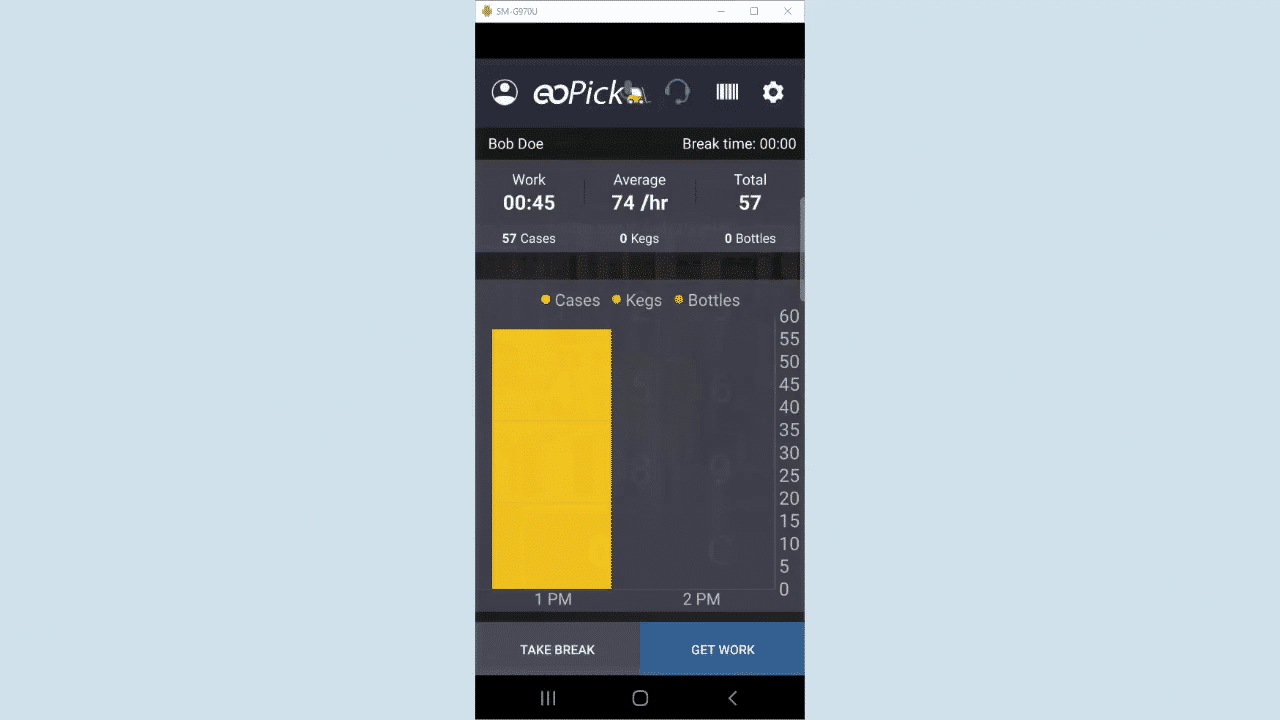 SM-G970U
eoPick
Bob Doe Break time: 00:00
Work Average Total
00:45 74 /hr 57
57 Cases 0 Kegs 0 Bottles
Cases Kegs Bottles
60
55
50
45
40
35
30
25
20
15
10
5
0
1 PM 2 PM
TAKE BREAK GET WORK